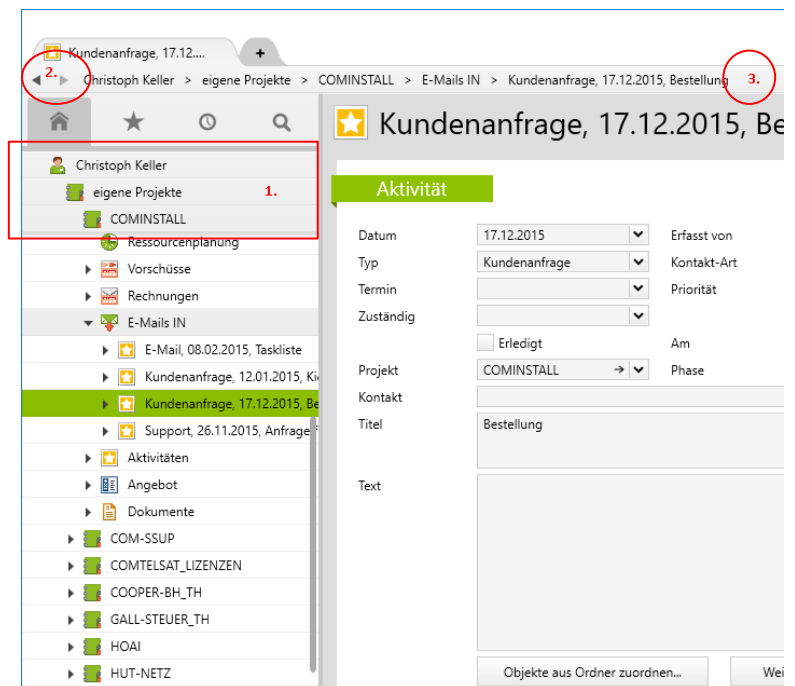 Kundenanfrage, 17.12....
+
2.
Christoph Keller > eigene Projekte > COMINSTALL > E-Mails IN > Kundenanfrage, 17.12.2015, Bestellung
3.
Kundenanfrage, 17.12.2015, Be
Christoph Keller
eigene Projekte
1.
COMINSTALL
Ressourcenplanung
Vorschüsse
Rechnungen
E-Mails IN
E-Mail, 08.02.2015, Taskliste
Kundenanfrage, 12.01.2015, Ki
Kundenanfrage, 17.12.2015, Be
Support, 26.11.2015, Anfrage
Aktivitäten
Angebot
Dokumente
COM-SSUP
COMTELSAT_LIZENZEN
COOPER-BH_TH
GALL-STEUER_TH
HOAI
HUT-NETZ
Aktivität
Datum 17.12.2015 Erfasst von
Typ Kundenanfrage Kontakt-Art
Termin Priorität
Zuständig
Erledigt Am
Projekt COMINSTALL Phase
Kontakt
Titel Bestellung
Text
Objekte aus Ordner zuordnen... Wei